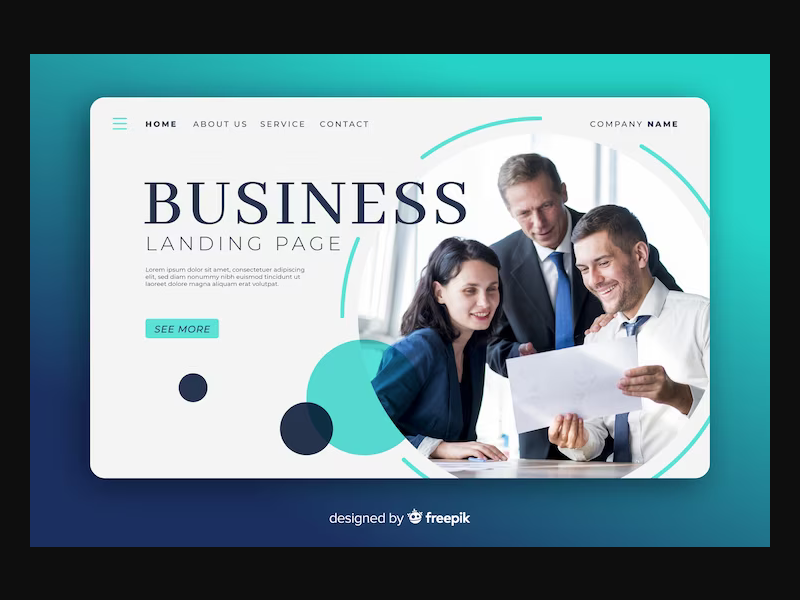 HOME ABOUT US SERVICE CONTACT COMPANY NAME
BUSINESS
LANDING PAGE
Lorem ipsum dolor sit amet, consectetuer adipiscing
elit, sed diam nonummy nibh euismod tincidunt ut
laoreet dolore magna aliquam erat volutpat.
SEE MORE
designed by freepik